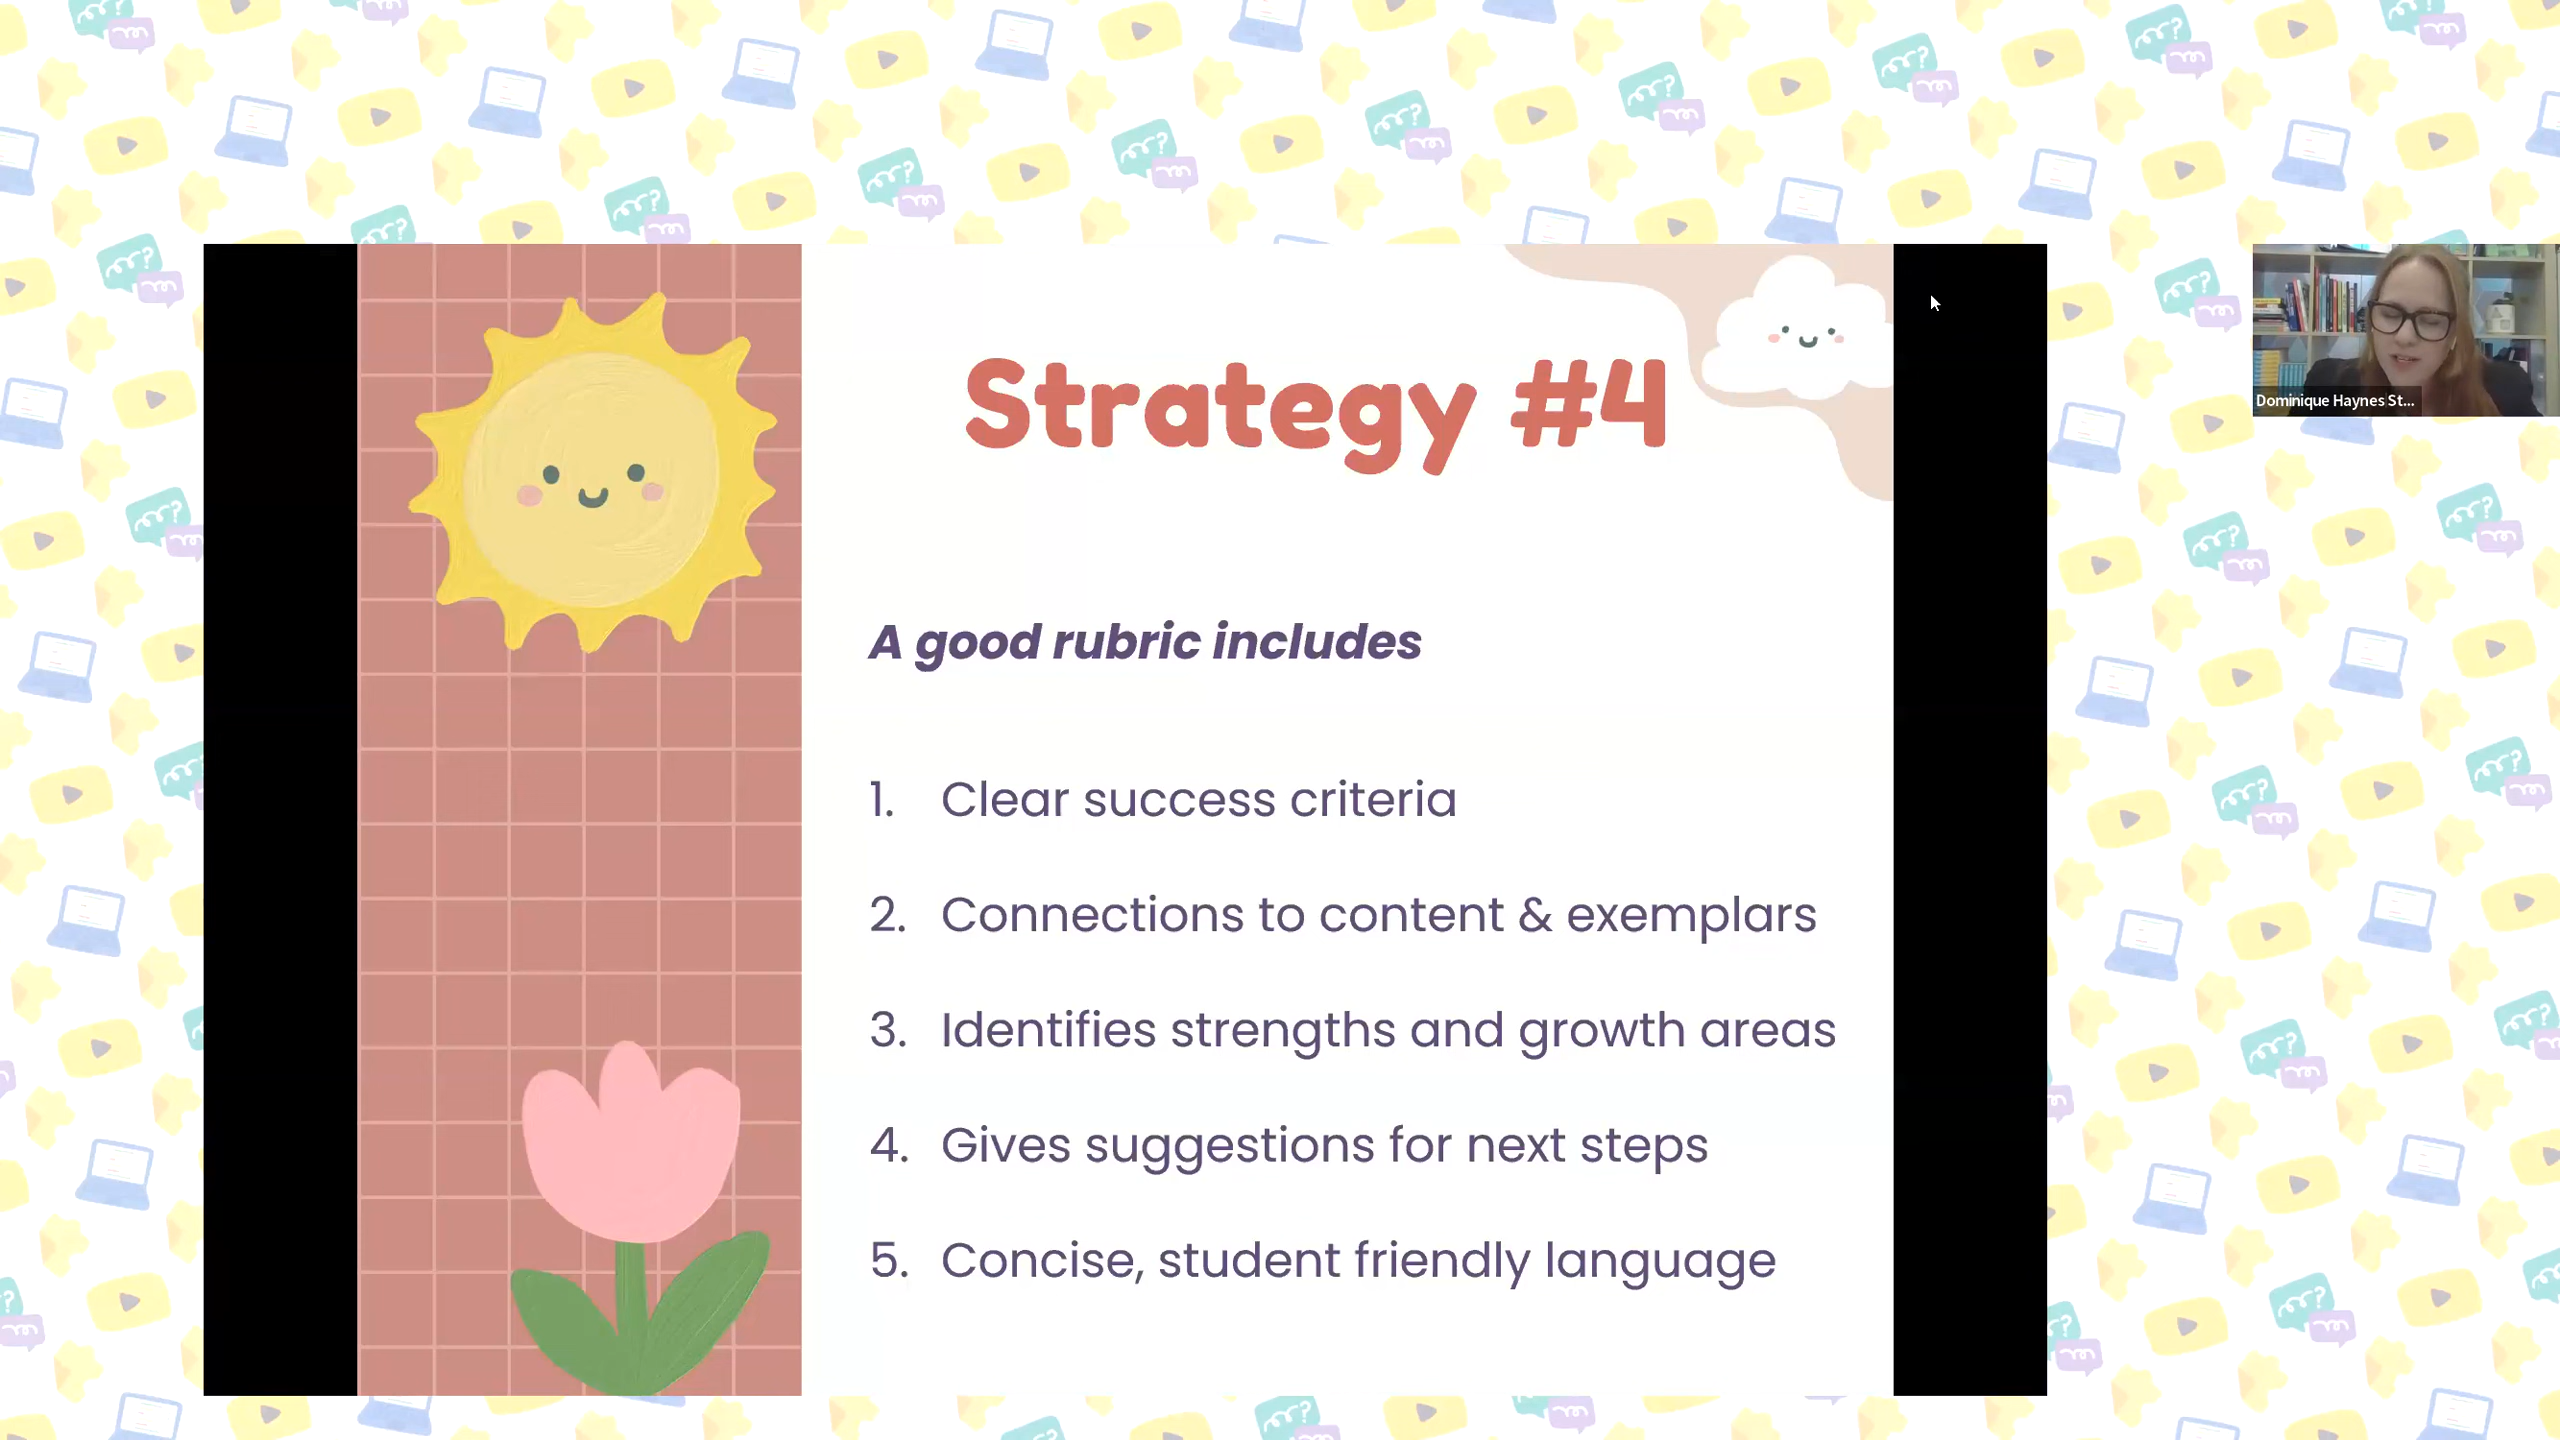 Strategy #4
A good rubric includes
1. Clear success criteria
2. Connections to content & exemplars
3. Identifies strengths and growth areas
4. Gives suggestions for next steps
5. Concise, student friendly language
Dominique Haynes St...